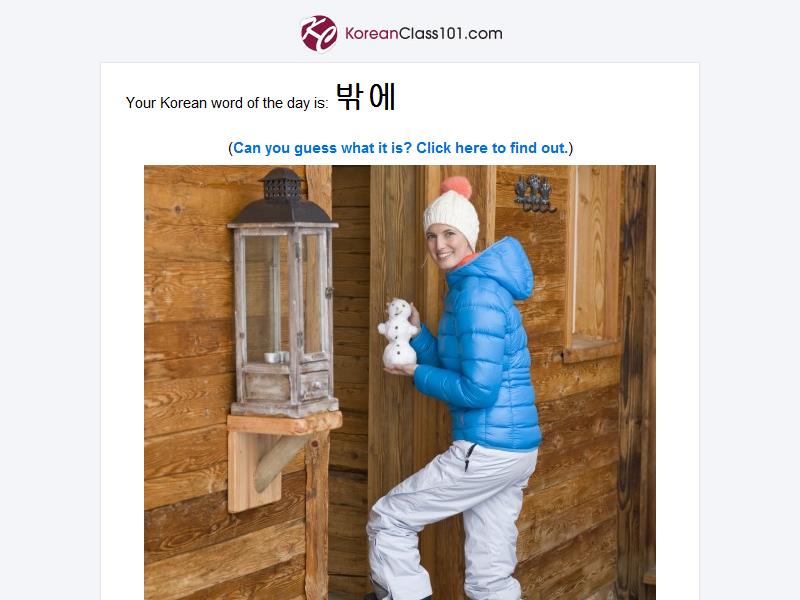 KoreanClass101.com
Your Korean word of the day is: 밖에
(Can you guess what it is? Click here to find out.)